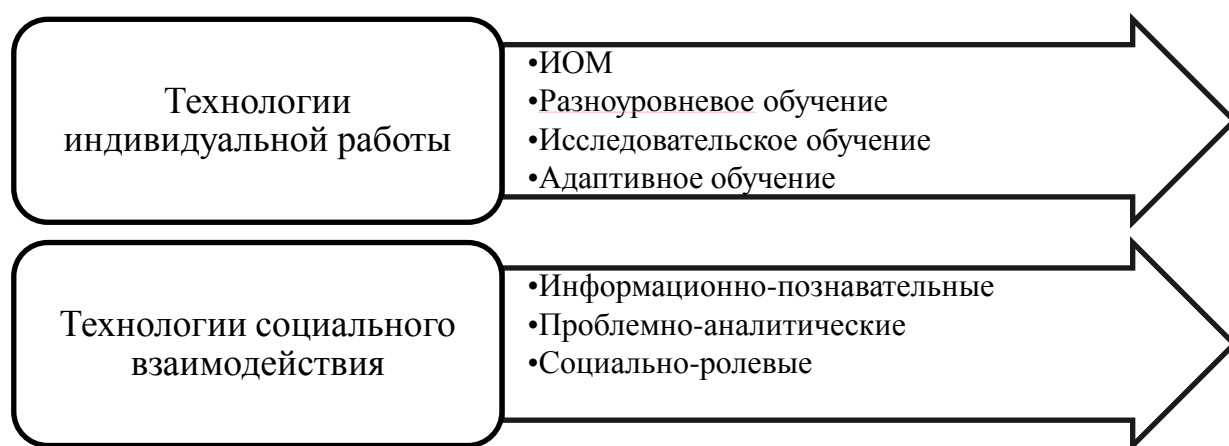 Технологии
индивидуальной работы
•ИОМ
•Разноуровневое обучение
•Исследовательское обучение
•Адаптивное обучение
Технологии социального
взаимодействия
•Информационно-познавательные
•Проблемно-аналитические
•Социально-ролевые